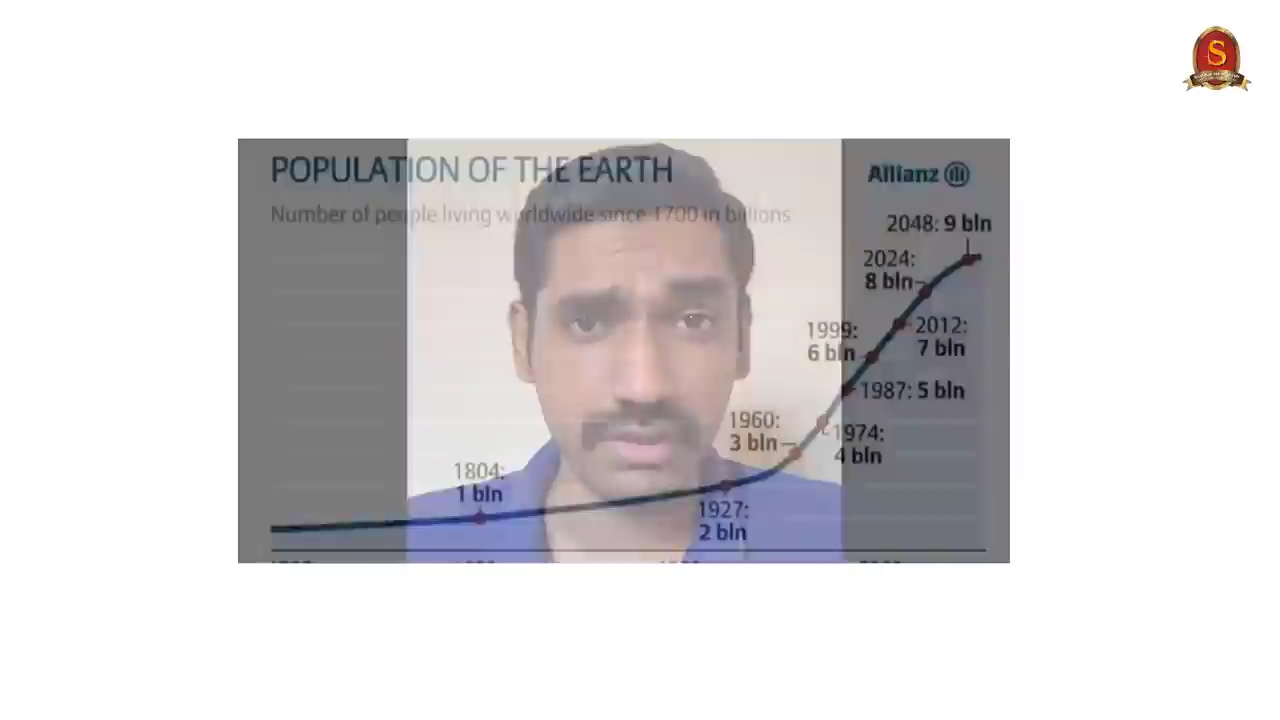 S
POPULATION OF THE EARTH
Allianz
Number of people living worldwide since 1700 in billions
2048: 9 bln
2024:
8 bln
1999:
6 bln
2012:
7 bln
1987: 5 bln
1960:
3 bln
1974:
4 bln
1804:
1 bln
1927:
2 bln